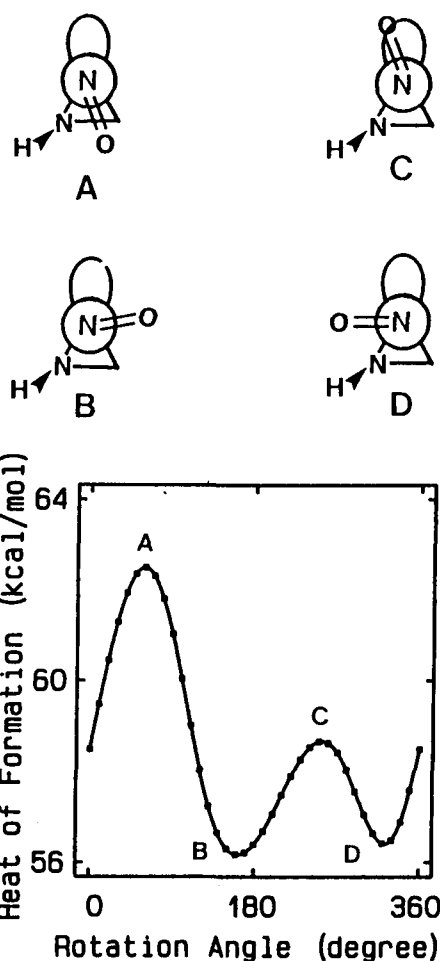 O
N
N
H
O
A
O
N
N
H
C
N
O
N
H
B
O
N
N
H
D
Heat of Formation (kcal/mol)
64
60
56
A
B
C
D
0
180
360
Rotation Angle (degree)